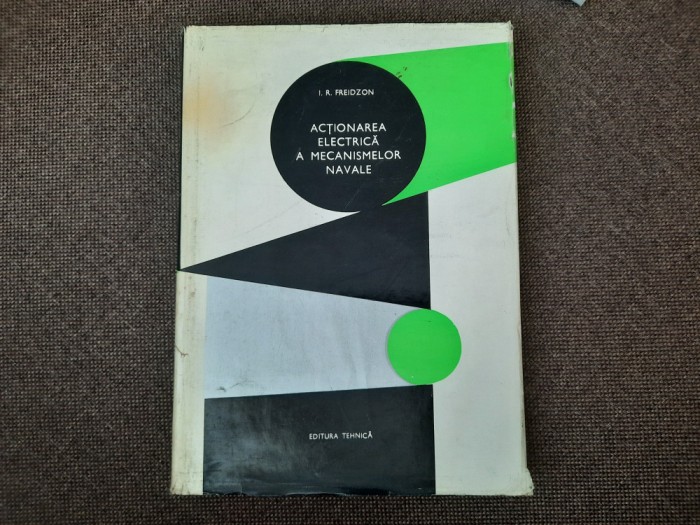 I. R. FREIDZON
ACȚIONAREA
ELECTRICĂ
A MECANISMELOR
NAVALE
EDITURA TEHNICĂ